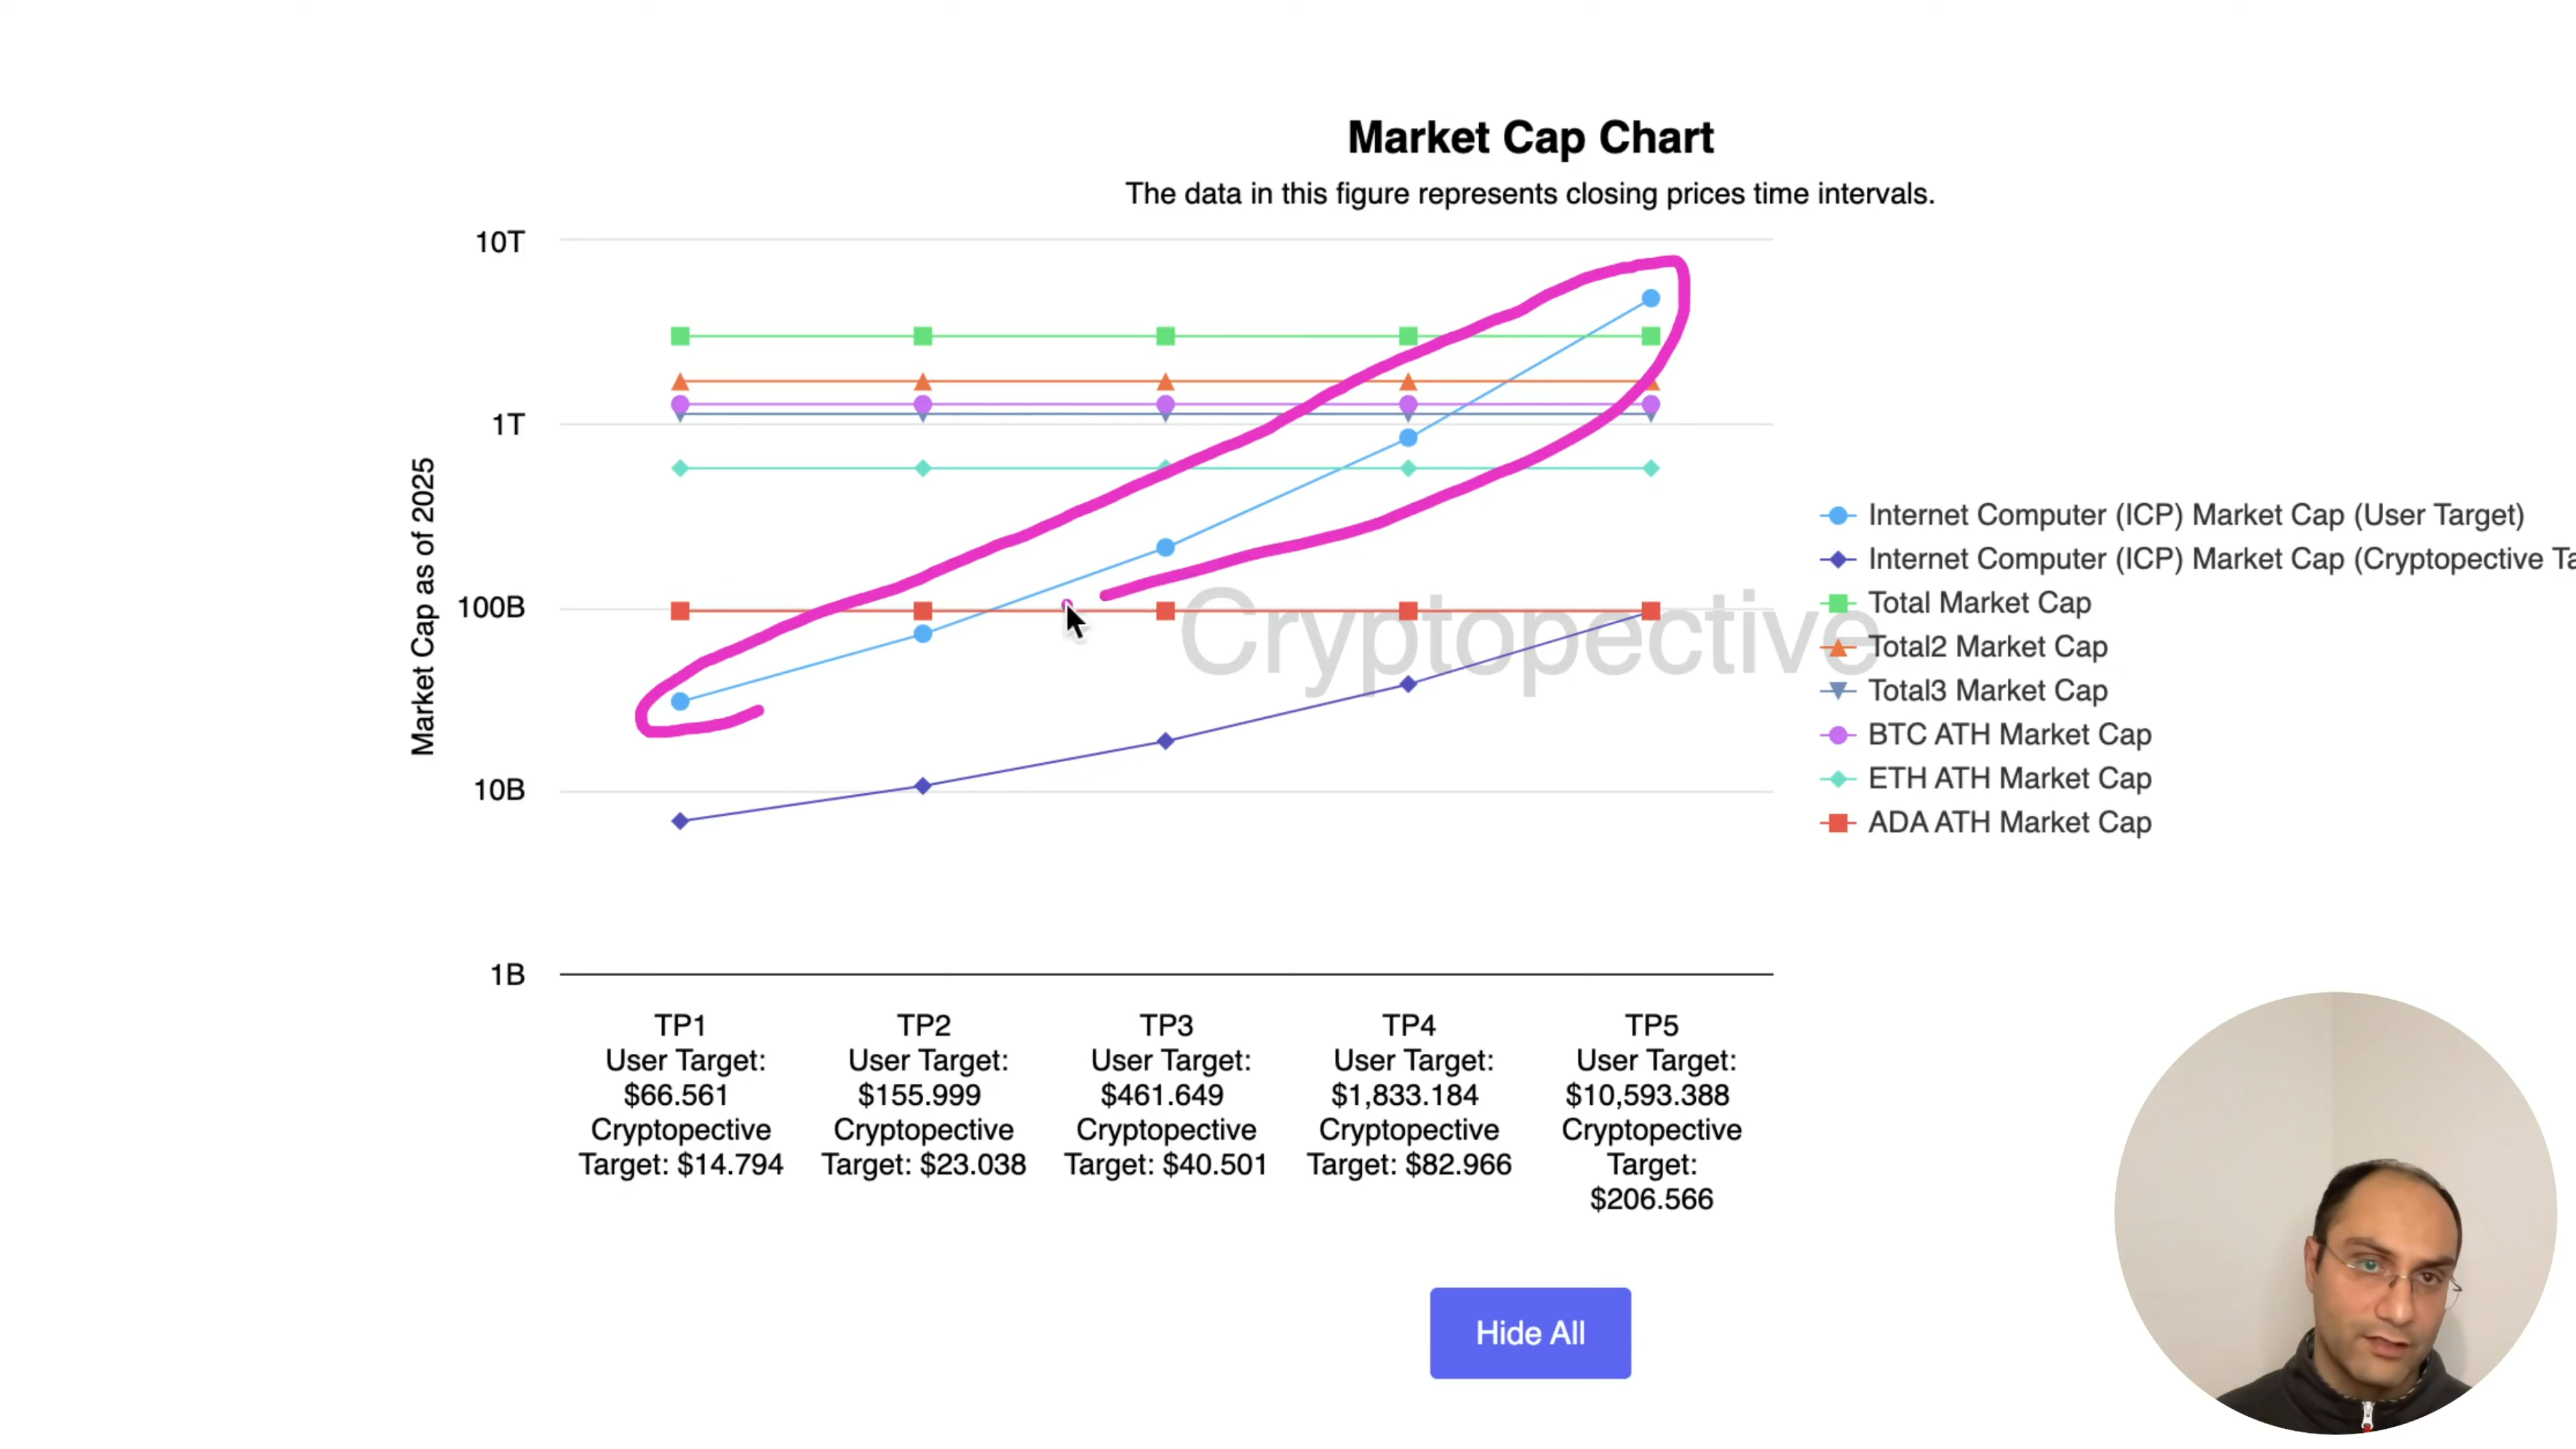 Market Cap Chart
The data in this figure represents closing prices time intervals.
10T
1T
100B
10B
1B
Market Cap as of 2025
Cryptopective
Internet Computer (ICP) Market Cap (User Target)
Internet Computer (ICP) Market Cap (Cryptopective Ta
Total Market Cap
Total2 Market Cap
Total3 Market Cap
BTC ATH Market Cap
ETH ATH Market Cap
ADA ATH Market Cap
TP1
User Target:
$66.561
Cryptopective
Target: $14.794
TP2
User Target:
$155.999
Cryptopective
Target: $23.038
TP3
User Target:
$461.649
Cryptopective
Target: $40.501
TP4
User Target:
$1,833.184
Cryptopective
Target: $82.966
TP5
User Target:
$10,593.388
Cryptopective
Target:
$206.566
Hide All